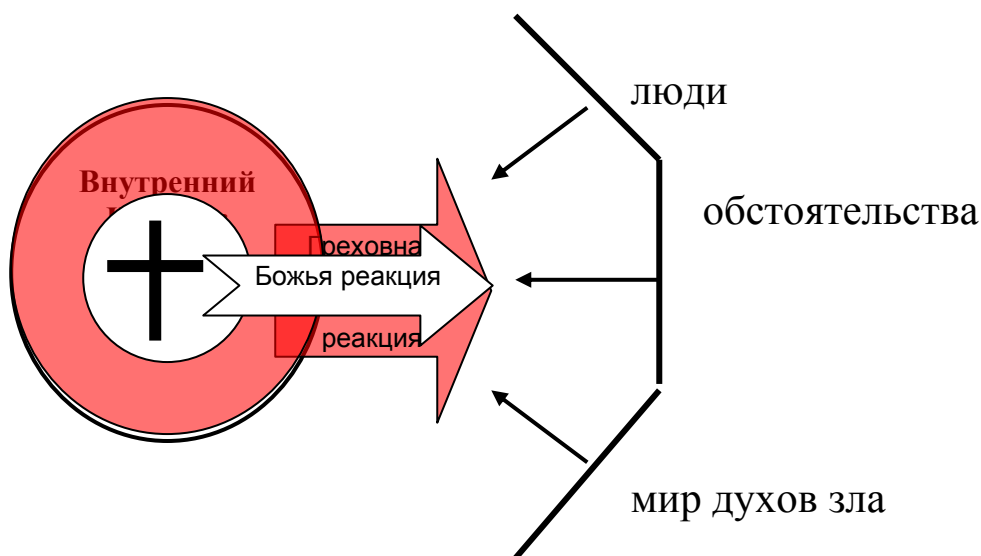 люди
Внутренний
обстоятельства
Греховна
Божья реакция
реакция
мир духов зла